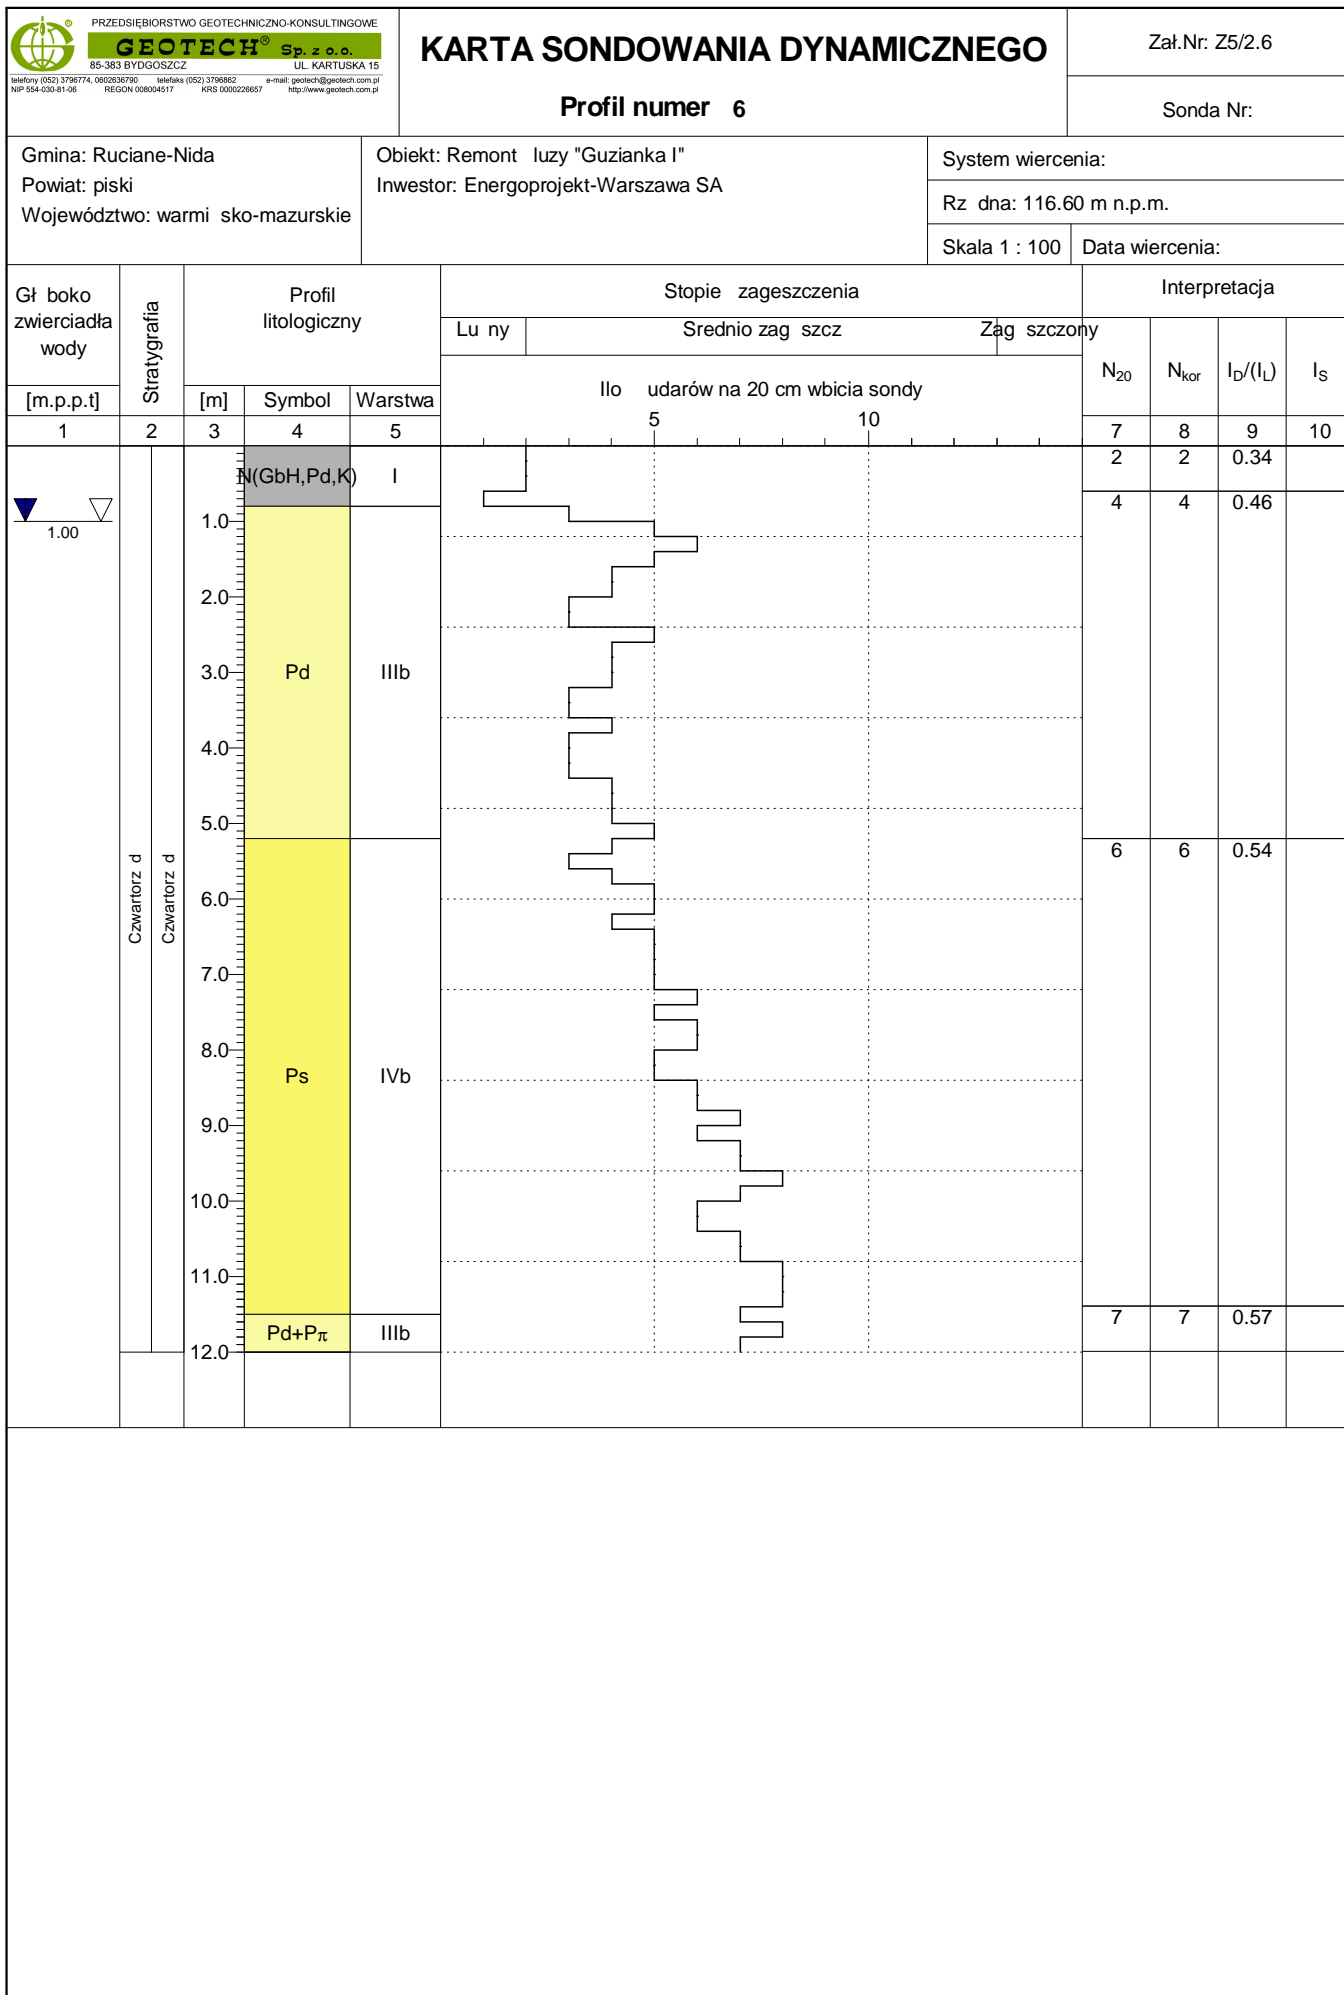 PRZEDSIĘBIORSTWO GEOTECHNICZNO-KONSULTINGOWE
GEOTECH® Sp. z o.o.
85-383 BYDGOSZCZ UL. KARTUSKA 15
telefony (052) 3796774, 0602636790 telefaks (052) 3796862 e-mail: geotech@geotech.com.pl
NIP 554-030-81-06 REGON 008004517 KRS 0000226657 http://www.geotech.com.pl
KARTA SONDOWANIA DYNAMICZNEGO
Profil numer 6
Zał.Nr: Z5/2.6
Sonda Nr:
Gmina: Ruciane-Nida
Powiat: piski
Województwo: warmi sko-mazurskie
Obiekt: Remont luzy "Guzianka I"
Inwestor: Energoprojekt-Warszawa SA
System wiercenia:
Rz dna: 116.60 m n.p.m.
Skala 1 : 100 Data wiercenia:
Gł boko
zwierciadła
wody
[m.p.p.t]
Stratygrafia
Profil
litologiczny
[m] Symbol Warstwa
Stopie zageszczenia
Lu ny Srednio zag szcz Zag szczony
Ilo udarów na 20 cm wbicia sondy
5 10
Interpretacja
N20 Nkor ID/(IL) IS
1 2 3 4 5 7 8 9 10
N(GbH,Pd,K) I 2 2 0.34
4 4 0.46
1.00
1.0
2.0
3.0 Pd IIIb
4.0
5.0
6 6 0.54
Czwartorz d Czwartorz d
6.0
7.0
8.0
Ps IVb
9.0
10.0
11.0
7 7 0.57
Pd+Pπ IIIb
12.0